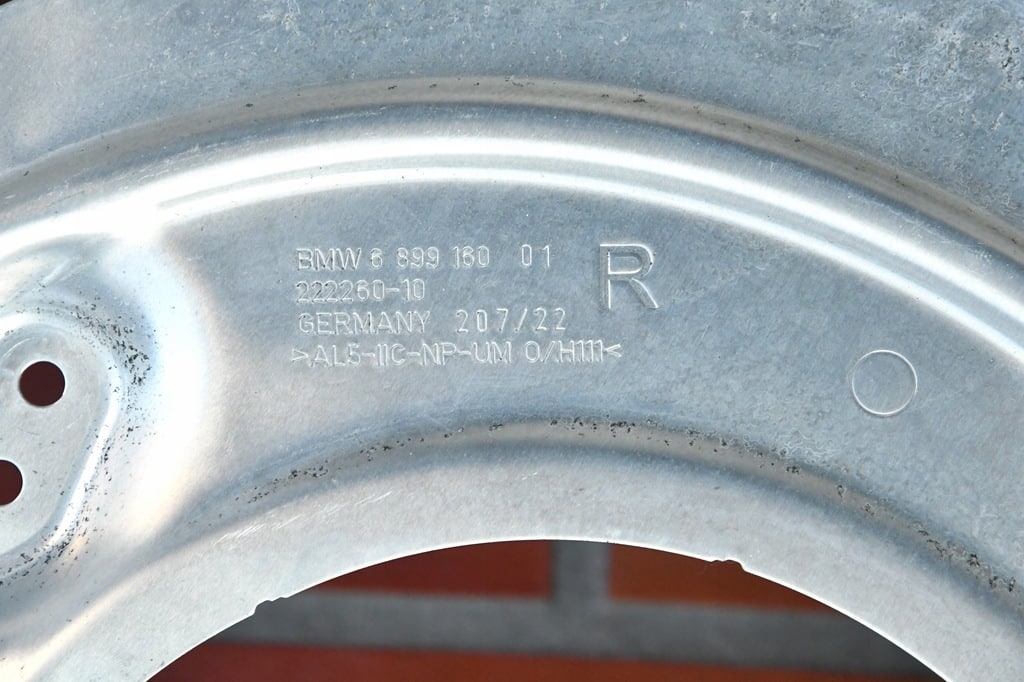 BMW 6 899 160 01 R
222260-10
GERMANY 207/22
>AL5-IIC-NP-UM O/H111<